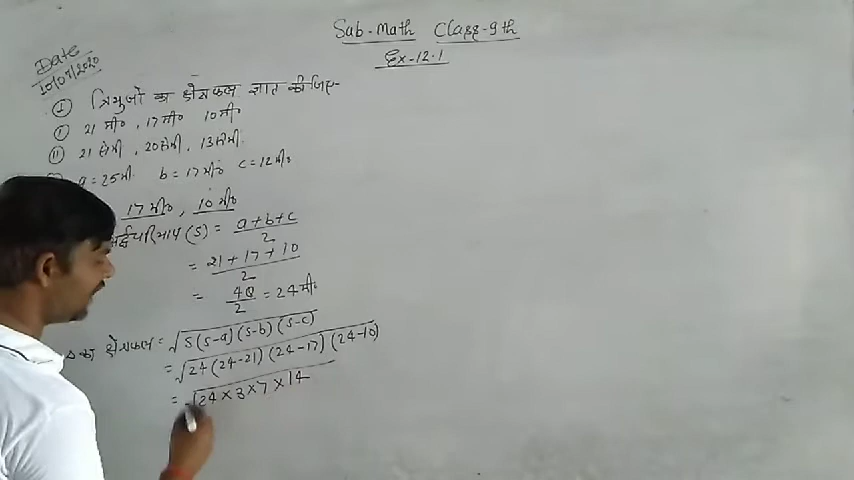 Sub-Math Class-9th
Ex-12.1
Date
10/07/2020
① त्रिभुजों का क्षेत्रफल ज्ञात कीजिए-
① 21 मी०, 17 मी० 10 मी०
② 21 सेमी, 20 सेमी, 13 सेमी
a = 25 मी. b = 17 मी० c = 12 मी०
17 मी०, 10 मी०
अर्द्धपरिमाप (S) = a+b+c / 2
= 21 + 17 + 10 / 2
= 48 / 2 = 24 मी०
Δ का क्षेत्रफल = √S(S-a)(S-b)(S-c)
= √24(24-21)(24-17)(24-10)
= √24×3×7×14